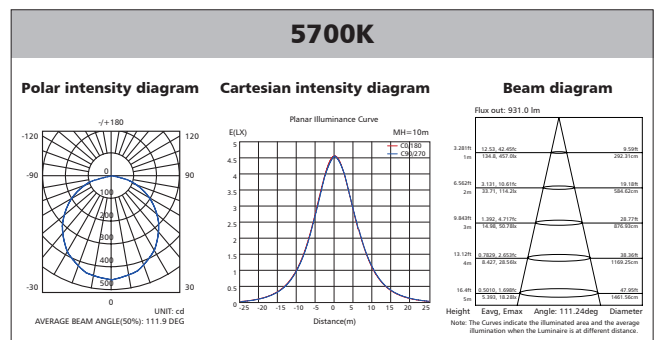 5700K
Polar intensity diagram
Cartesian intensity diagram
Beam diagram
-/+180
-120
120
-90
90
0
100
200
300
400
500
-30
30
0
UNIT: cd
AVERAGE BEAM ANGLE(50%): 111.9 DEG
Planar Illuminance Curve
E(LX)
MH=10m
C0/180
C90/270
5
4.5
4
3.5
3
2.5
2
1.5
1
0.5
0
-25 -20 -15 -10 -5 0 5 10 15 20 25
Distance(m)
Flux out: 931.0 lm
3.281ft 12.53, 42.45fc 9.59ft
1m 134.8, 457.0lx 292.31cm
6.562ft 3.131, 10.61fc 19.18ft
2m 33.71, 114.2lx 584.62cm
9.843ft 1.392, 4.717fc 28.77ft
3m 14.98, 50.78lx 876.93cm
13.12ft 0.7829, 2.653fc 38.36ft
4m 8.427, 28.56lx 1169.25cm
16.4ft 0.5010, 1.698fc 47.95ft
5m 5.393, 18.28lx 1461.56cm
Height Eavg, Emax Angle: 111.24deg Diameter
Note: The Curves indicate the illuminated area and the average
illumination when the Luminaire is at different distance.